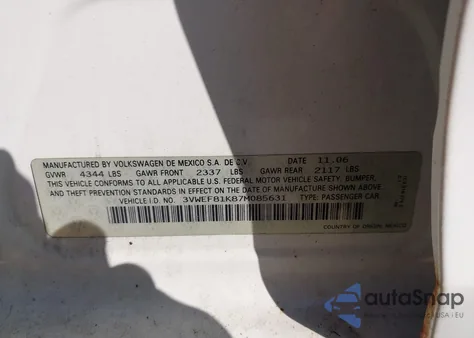 MANUFACTURED BY VOLKSWAGEN DE MEXICO S.A. DE C.V. DATE 11.06
GVWR 4344 LBS GAWR FRONT 2337 LBS GAWR REAR 2117 LBS
THIS VEHICLE CONFORMS TO ALL APPLICABLE U.S. FEDERAL MOTOR VEHICLE SAFETY, BUMPER,
AND THEFT PREVENTION STANDARDS IN EFFECT ON THE DATE OF MANUFACTURE SHOWN ABOVE.
VEHICLE I.D. NO. 3VWEF81K87M085631 TYPE: PASSENGER CAR
COUNTRY OF ORIGIN, MEXICO
autoSnap